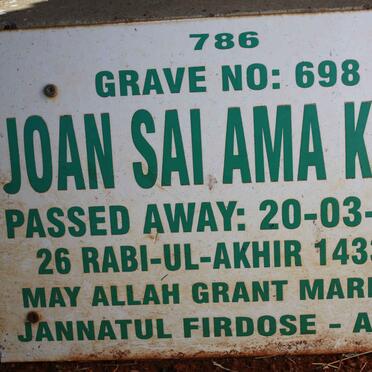 786
GRAVE NO: 698
JOAN SAI AMA K
PASSED AWAY: 20-03-
26 RABI-UL-AKHIR 1433
MAY ALLAH GRANT MAR
JANNATUL FIRDOSE - A